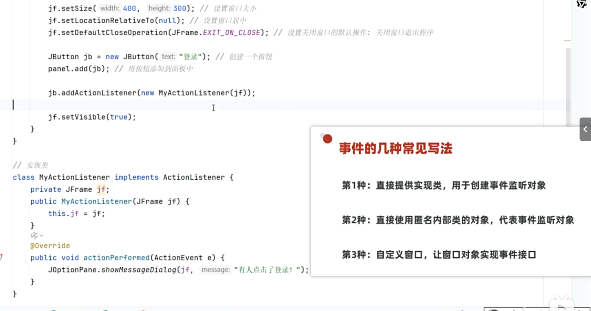 jf.setSize( width: 400, height: 300); // 设置窗口大小
jf.setLocationRelativeTo(null); // 设置窗口居中
jf.setDefaultCloseOperation(JFrame.EXIT_ON_CLOSE); // 设置关闭窗口的默认操作: 关闭窗口退出程序
JButton jb = new JButton( text: "登录"); // 创建一个按钮
panel.add(jb); // 将按钮添加到面板中
jb.addActionListener(new MyActionListener(jf));
jf.setVisible(true);
}
}
// 实现类
class MyActionListener implements ActionListener {
private JFrame jf;
public MyActionListener(JFrame jf) {
this.jf = jf;
}
@Override
public void actionPerformed(ActionEvent e) {
JOptionPane.showMessageDialog(jf, message: "有人点击了登录！");
}
}
事件的几种常见写法
第1种：直接提供实现类，用于创建事件监听对象
第2种：直接使用匿名内部类的对象，代表事件监听对象
第3种：自定义窗口，让窗口对象实现事件接口